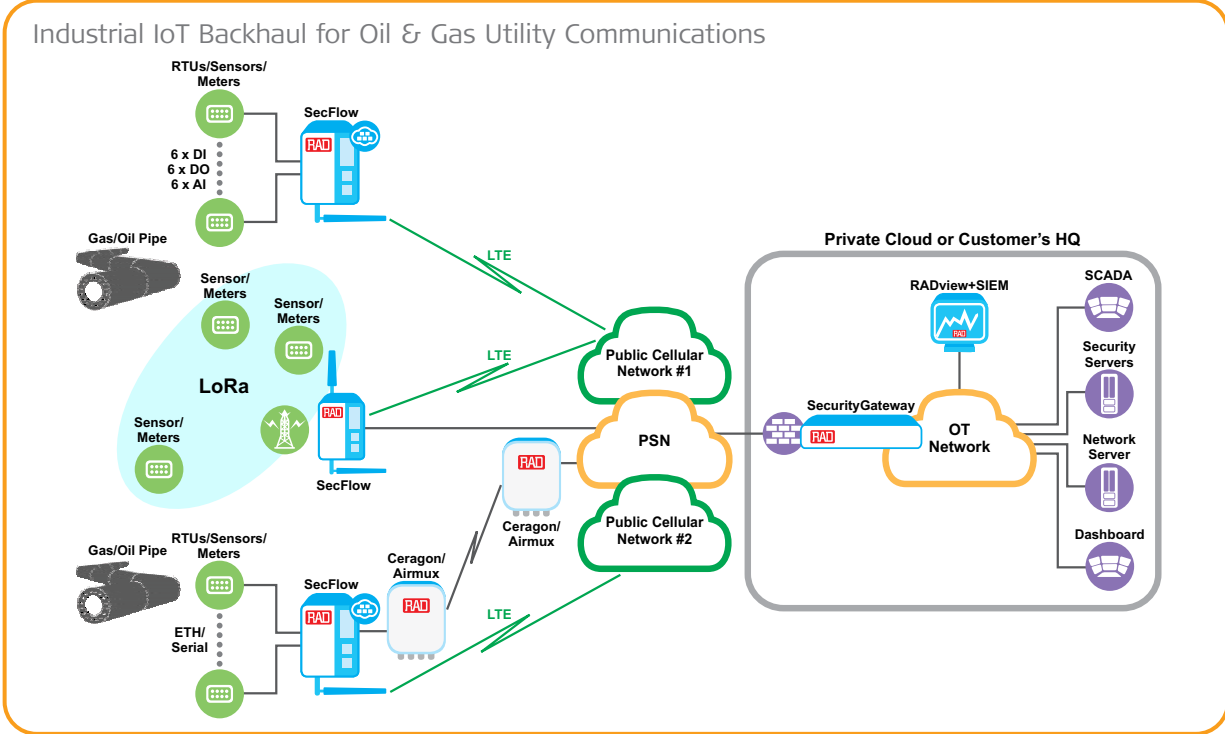 Industrial IoT Backhaul for Oil & Gas Utility Communications
RTUs/Sensors/
Meters
SecFlow
RAD
6 x DI
6 x DO
6 x AI
Gas/Oil Pipe
LTE
Sensor/
Meters
Sensor/
Meters
LoRa
Sensor/
Meters
RAD
SecFlow
LTE
Public Cellular
Network #1
PSN
Public Cellular
Network #2
RAD
Ceragon/
Airmux
Gas/Oil Pipe
RTUs/Sensors/
Meters
ETH/
Serial
SecFlow
RAD
Ceragon/
Airmux
RAD
LTE
Private Cloud or Customer's HQ
RADview+SIEM
RAD
SecurityGateway
RAD
OT
Network
SCADA
Security
Servers
Network
Server
Dashboard